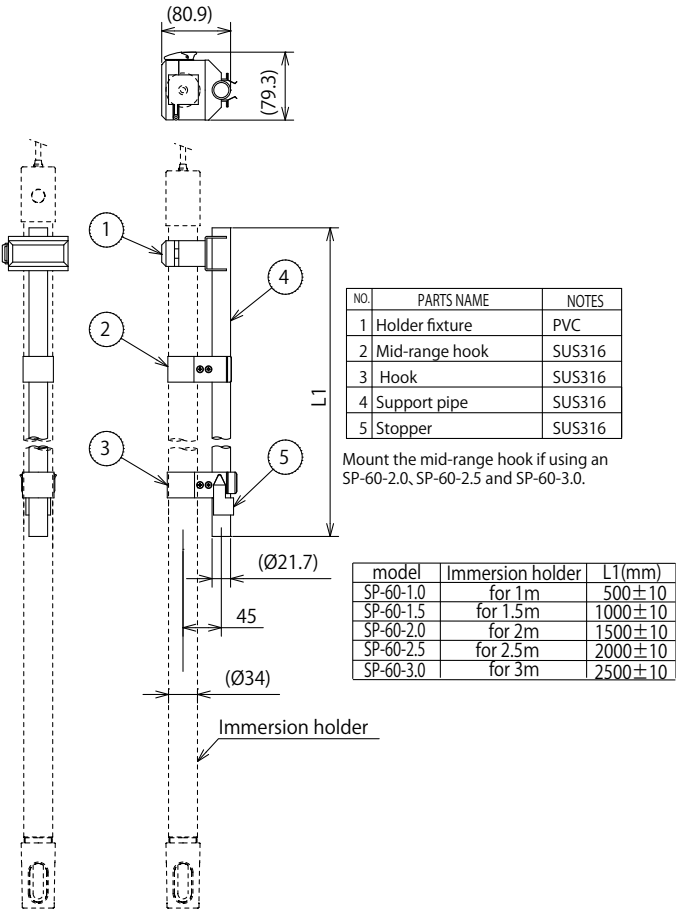 (80.9)
(79.3)
1
4
NO. PARTS NAME NOTES
1 Holder fixture PVC
2 Mid-range hook SUS316
3 Hook SUS316
4 Support pipe SUS316
5 Stopper SUS316
2
L1
3
5
Mount the mid-range hook if using an
SP-60-2.0、SP-60-2.5 and SP-60-3.0.
(Ø21.7)
model Immersion holder L1(mm)
SP-60-1.0 for 1m 500±10
SP-60-1.5 for 1.5m 1000±10
SP-60-2.0 for 2m 1500±10
SP-60-2.5 for 2.5m 2000±10
SP-60-3.0 for 3m 2500±10
45
(Ø34)
Immersion holder